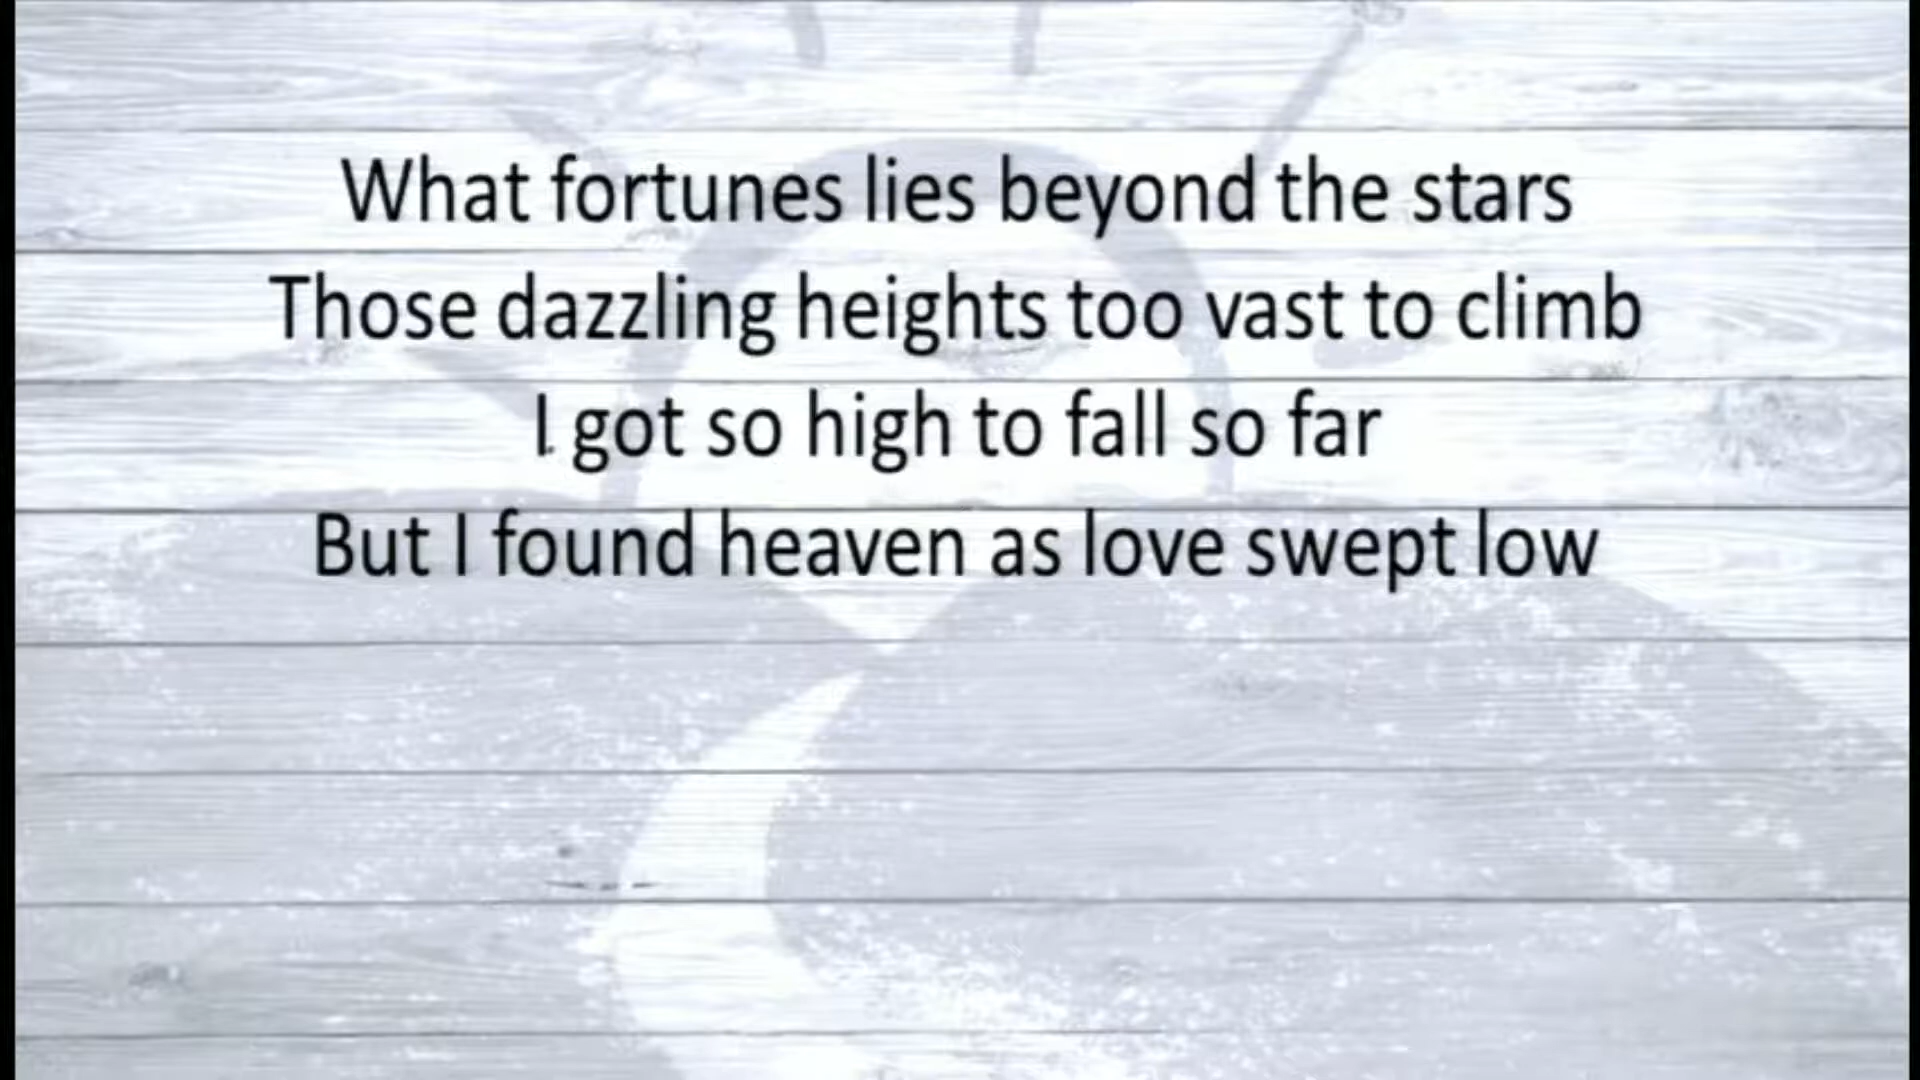 What fortunes lies beyond the stars
Those dazzling heights too vast to climb
I got so high to fall so far
But I found heaven as love swept low